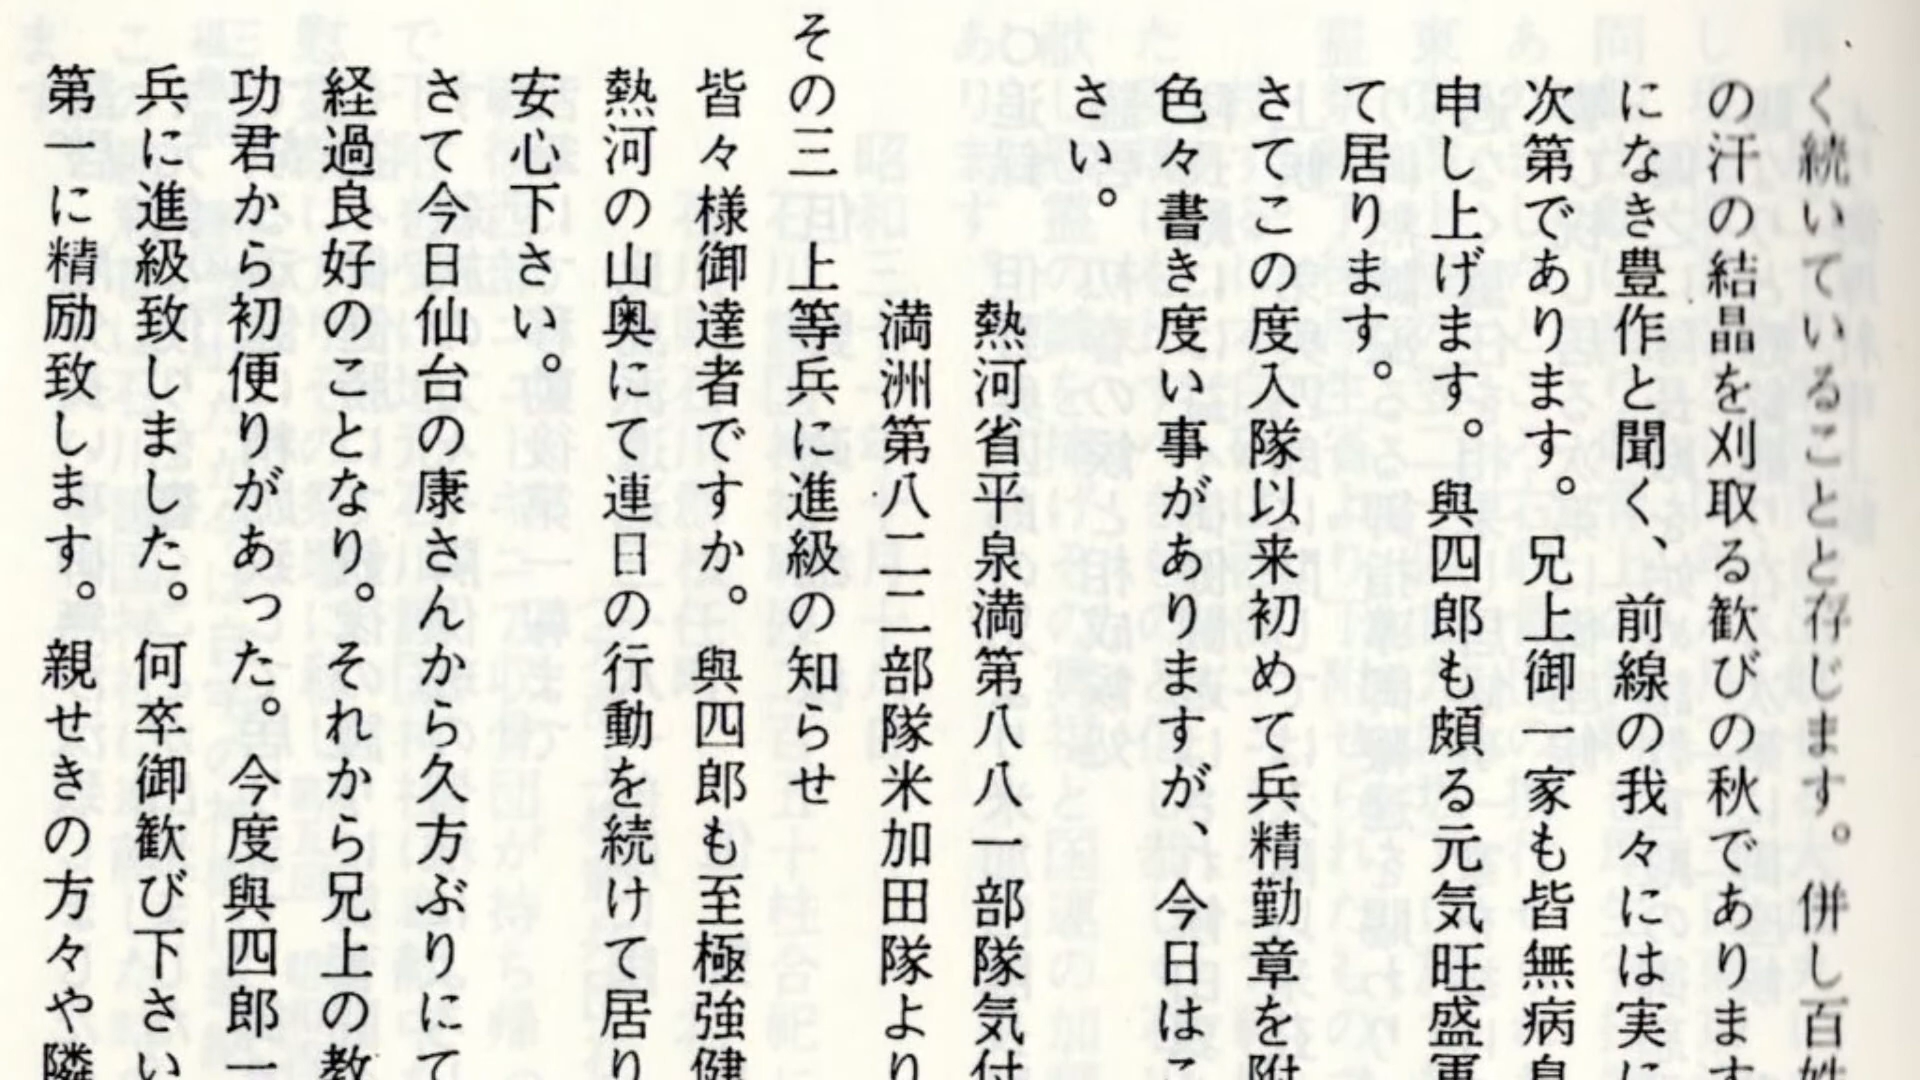 く続いていることと存じます。併し百姓
の汗の結晶を刈取る歓びの秋であります
になき豊作と聞く、前線の我々には実に
次第であります。兄上御一家も皆無病息
申し上げます。與四郎も頗る元気旺盛軍
て居ります。
さてこの度入隊以来初めて兵精勤章を附
色々書き度い事がありますが、今日はこ
さい。
熱河省平泉満第八八一部隊気付
満洲第八二二部隊米加田隊より
その三 上等兵に進級の知らせ
皆々様御達者ですか。與四郎も至極強健
熱河の山奥にて連日の行動を続けて居り
安心下さい。
さて今日仙台の康さんから久方ぶりにて
経過良好のことなり。それから兄上の教
功君から初便りがあった。今度與四郎一
兵に進級致しました。何卒御歓び下さい
第一に精励致します。親せきの方々や隣